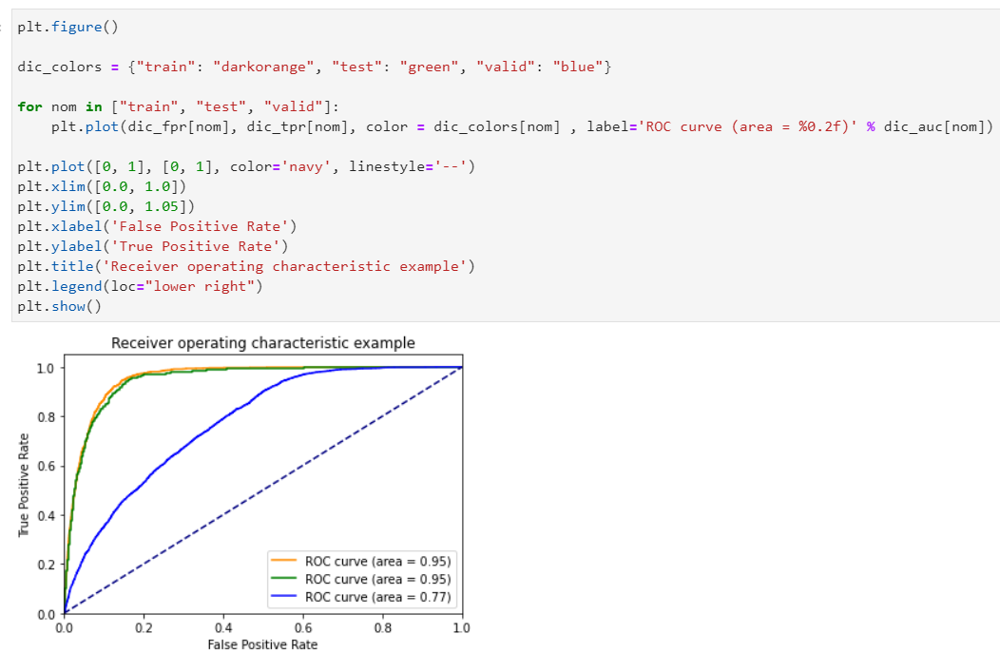 plt.figure()
dic_colors = {"train": "darkorange", "test": "green", "valid": "blue"}
for nom in ["train", "test", "valid"]:
    plt.plot(dic_fpr[nom], dic_tpr[nom], color = dic_colors[nom] , label='ROC curve (area = %0.2f)' % dic_auc[nom])
plt.plot([0, 1], [0, 1], color='navy', linestyle='--')
plt.xlim([0.0, 1.0])
plt.ylim([0.0, 1.05])
plt.xlabel('False Positive Rate')
plt.ylabel('True Positive Rate')
plt.title('Receiver operating characteristic example')
plt.legend(loc="lower right")
plt.show()
Receiver operating characteristic example
1.0
0.8
0.6
0.4
0.2
0.0
True Positive Rate
ROC curve (area = 0.95)
ROC curve (area = 0.95)
ROC curve (area = 0.77)
0.0 0.2 0.4 0.6 0.8 1.0
False Positive Rate